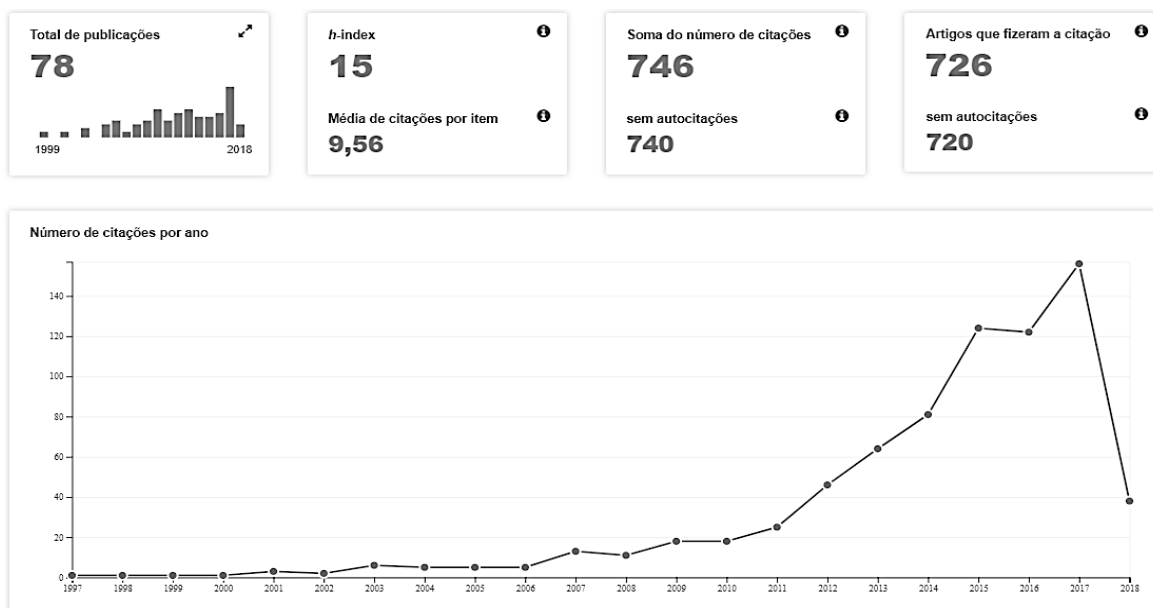 Total de publicações
78
1999 2018
h-index
15
Média de citações por item
9,56
Soma do número de citações
746
sem autocitações
740
Artigos que fizeram a citação
726
sem autocitações
720
Número de citações por ano
140
120
100
80
60
40
20
0
1997 1998 1999 2000 2001 2002 2003 2004 2005 2006 2007 2008 2009 2010 2011 2012 2013 2014 2015 2016 2017 2018